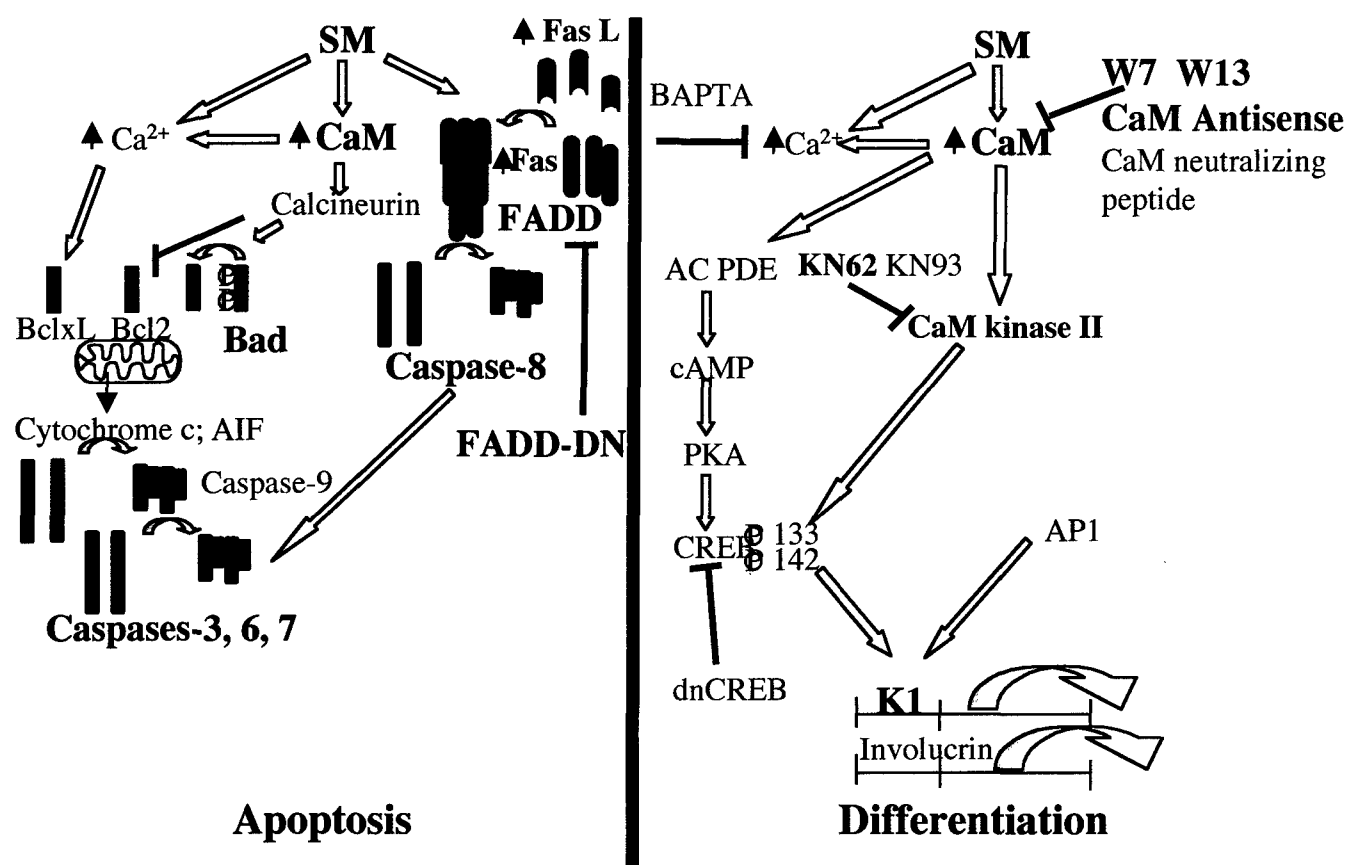 SM
Fas L
Ca2+
CaM
Fas
Calcineurin
FADD
P
P
BclxL Bcl2
Bad
Caspase-8
Cytochrome c; AIF
FADD-DN
Caspase-9
Caspases-3, 6, 7
Apoptosis
SM
W7 W13
BAPTA
CaM Antisense
Ca2+
CaM
CaM neutralizing
peptide
AC PDE
KN62 KN93
CaM kinase II
cAMP
PKA
CREB
P 133
P 142
AP1
dnCREB
K1
Involucrin
Differentiation